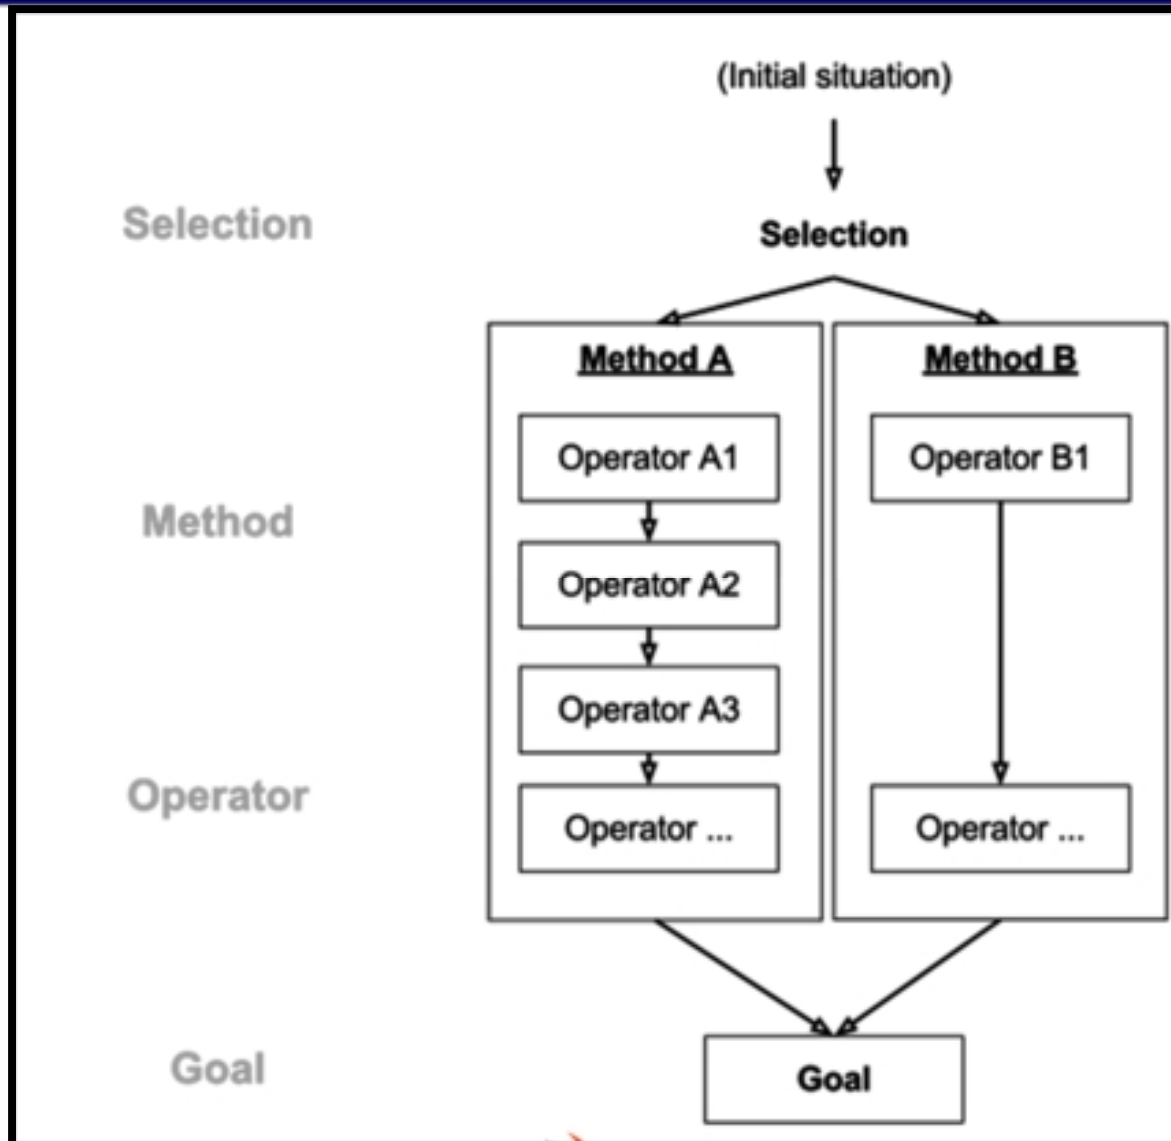 (Initial situation)
Selection
Selection
Method A
Method B
Operator A1
Operator B1
Method
Operator A2
Operator A3
Operator
Operator ...
Operator ...
Goal
Goal